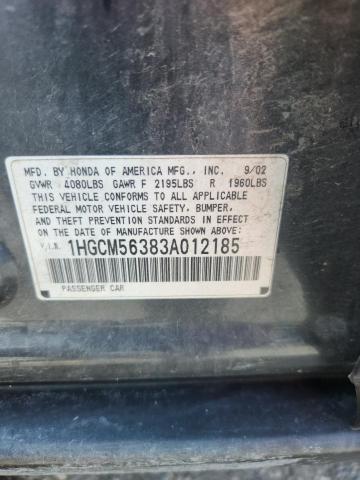 MFD. BY HONDA OF AMERICA MFG., INC. 9/02
GVWR 4080LBS GAWR F 2195LBS R 1960LBS
THIS VEHICLE CONFORMS TO ALL APPLICABLE
FEDERAL MOTOR VEHICLE SAFETY, BUMPER,
AND THEFT PREVENTION STANDARDS IN EFFECT
ON THE DATE OF MANUFACTURE SHOWN ABOVE.
V.I.N. 1HGCM56383A012185
PASSENGER CAR